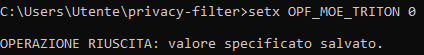 C:\Users\Utente\privacy-filter>setx OPF_MOE_TRITON 0
OPERAZIONE RIUSCITA: valore specificato salvato.